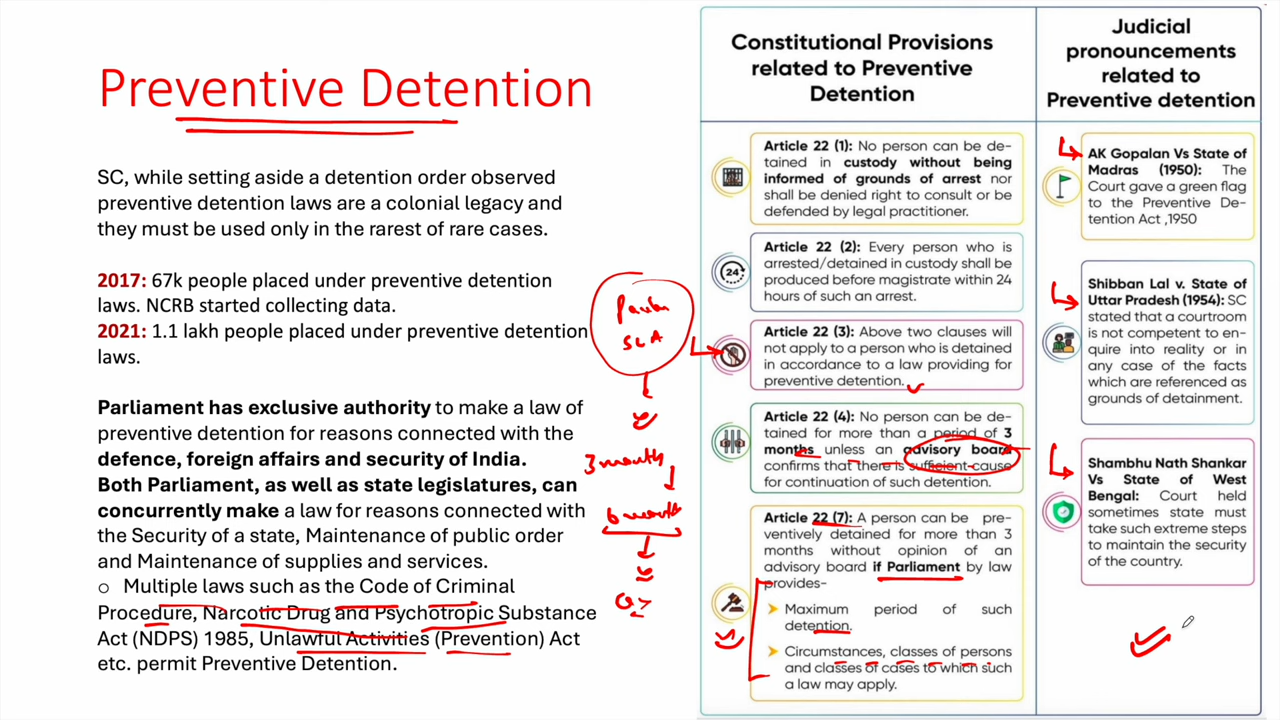 Preventive Detention
SC, while setting aside a detention order observed
preventive detention laws are a colonial legacy and
they must be used only in the rarest of rare cases.
2017: 67k people placed under preventive detention
laws. NCRB started collecting data.
2021: 1.1 lakh people placed under preventive detention
laws.
Parliament has exclusive authority to make a law of
preventive detention for reasons connected with the
defence, foreign affairs and security of India.
Both Parliament, as well as state legislatures, can
concurrently make a law for reasons connected with
the Security of a state, Maintenance of public order
and Maintenance of supplies and services.
o Multiple laws such as the Code of Criminal
Procedure, Narcotic Drug and Psychotropic Substance
Act (NDPS) 1985, Unlawful Activities (Prevention) Act
etc. permit Preventive Detention.
3 months
6 months
Constitutional Provisions
related to Preventive
Detention
Article 22 (1): No person can be de-
tained in custody without being
informed of grounds of arrest nor
shall be denied right to consult or be
defended by legal practitioner.
24
Article 22 (2): Every person who is
arrested/detained in custody shall be
produced before magistrate within 24
hours of such an arrest.
Article 22 (3): Above two clauses will
not apply to a person who is detained
in accordance to a law providing for
preventive detention.
Article 22 (4): No person can be de-
tained for more than a period of 3
months unless an advisory board
confirms that there is sufficient cause
for continuation of such detention.
Article 22 (7): A person can be pre-
ventively detained for more than 3
months without opinion of an
advisory board if Parliament by law
provides-
Maximum period of such
detention.
Circumstances, classes of persons
and classes of cases to which such
a law may apply.
Judicial
pronouncements
related to
Preventive detention
AK Gopalan Vs State of
Madras (1950): The
Court gave a green flag
to the Preventive De-
tention Act ,1950
Shibban Lal v. State of
Uttar Pradesh (1954): SC
stated that a courtroom
is not competent to en-
quire into reality or in
any case of the facts
which are referenced as
grounds of detainment.
Shambhu Nath Shankar
Vs State of West
Bengal: Court held
sometimes state must
take such extreme steps
to maintain the security
of the country.